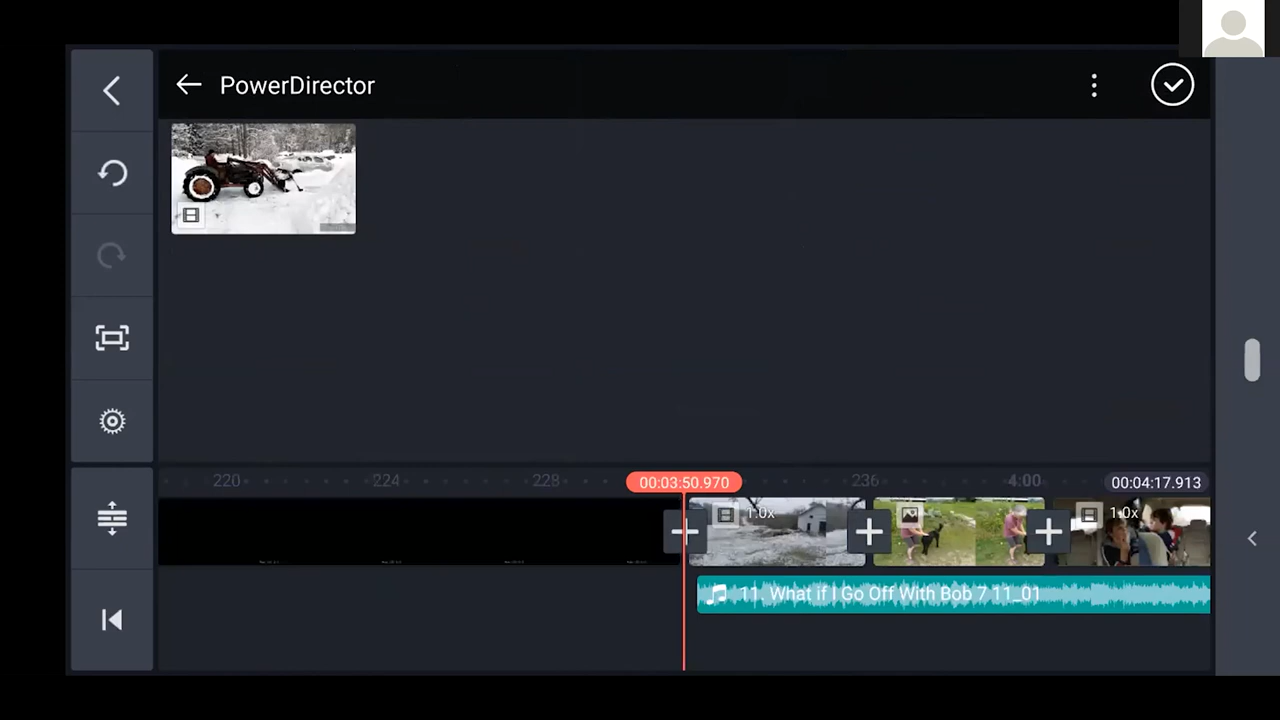 PowerDirector
220 224 228 00:03:50.970 236 4:00 00:04:17.913
1.0x 1.0x
11. What if I Go Off With Bob 7 11_01